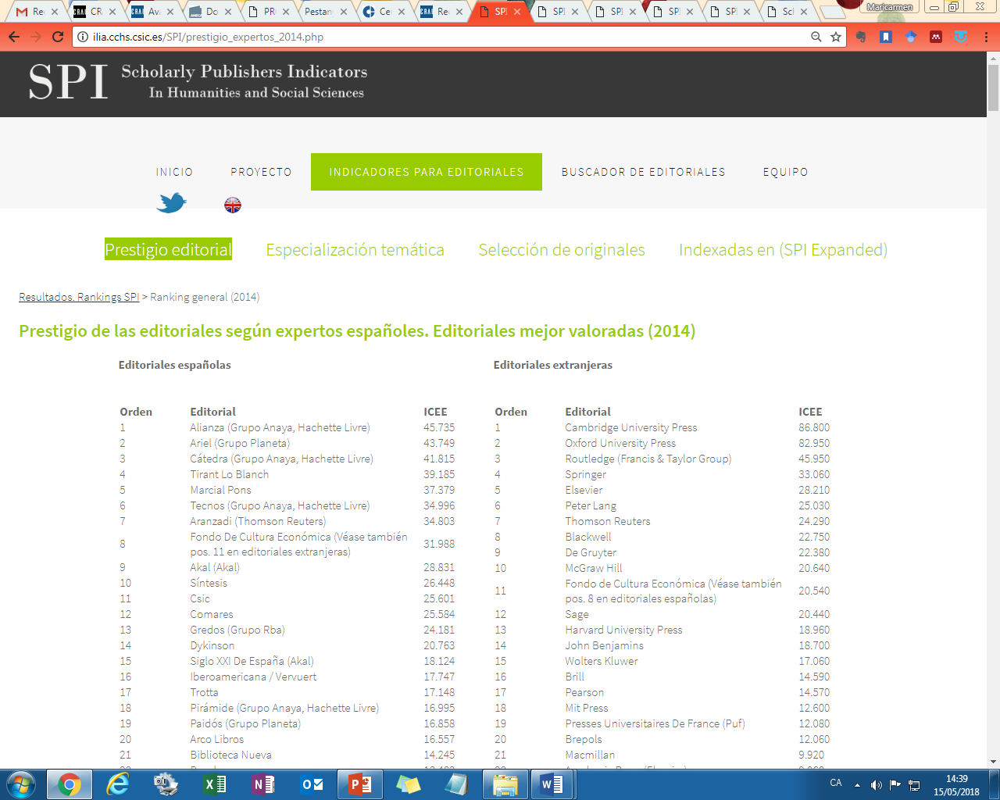 Maricarmen
ilia.cchs.csic.es/SPI/prestigio_expertos_2014.php
SPI Scholarly Publishers Indicators
In Humanities and Social Sciences
INICIO PROYECTO INDICADORES PARA EDITORIALES BUSCADOR DE EDITORIALES EQUIPO
Prestigio editorial Especialización temática Selección de originales Indexadas en (SPI Expanded)
Resultados. Rankings SPI > Ranking general (2014)
Prestigio de las editoriales según expertos españoles. Editoriales mejor valoradas (2014)
Editoriales españolas Editoriales extranjeras
Orden Editorial ICEE Orden Editorial ICEE
1 Alianza (Grupo Anaya, Hachette Livre) 45.735 1 Cambridge University Press 86.800
2 Ariel (Grupo Planeta) 43.749 2 Oxford University Press 82.950
3 Cátedra (Grupo Anaya, Hachette Livre) 41.815 3 Routledge (Francis & Taylor Group) 45.950
4 Tirant Lo Blanch 39.185 4 Springer 33.060
5 Marcial Pons 37.379 5 Elsevier 28.210
6 Tecnos (Grupo Anaya, Hachette Livre) 34.996 6 Peter Lang 25.030
7 Aranzadi (Thomson Reuters) 34.803 7 Thomson Reuters 24.290
8 Fondo De Cultura Económica (Véase también pos. 11 en editoriales extranjeras) 31.988 8 Blackwell 22.750
9 De Gruyter 22.380
9 Akal (Akal) 28.831 10 McGraw Hill 20.640
10 Síntesis 26.448 11 Fondo de Cultura Económica (Véase también pos. 8 en editoriales españolas) 20.540
11 Csic 25.601
12 Comares 25.584 12 Sage 20.440
13 Gredos (Grupo Rba) 24.181 13 Harvard University Press 18.960
14 Dykinson 20.763 14 John Benjamins 18.700
15 Siglo XXI De España (Akal) 18.124 15 Wolters Kluwer 17.060
16 Iberoamericana / Vervuert 17.747 16 Brill 14.590
17 Trotta 17.148 17 Pearson 14.570
18 Pirámide (Grupo Anaya, Hachette Livre) 16.995 18 Mit Press 12.600
19 Paidós (Grupo Planeta) 16.858 19 Presses Universitaires De France (Puf) 12.080
20 Arco Libros 16.557 20 Brepols 12.060
21 Biblioteca Nueva 14.245 21 Macmillan 9.920
CA 14:39
15/05/2018